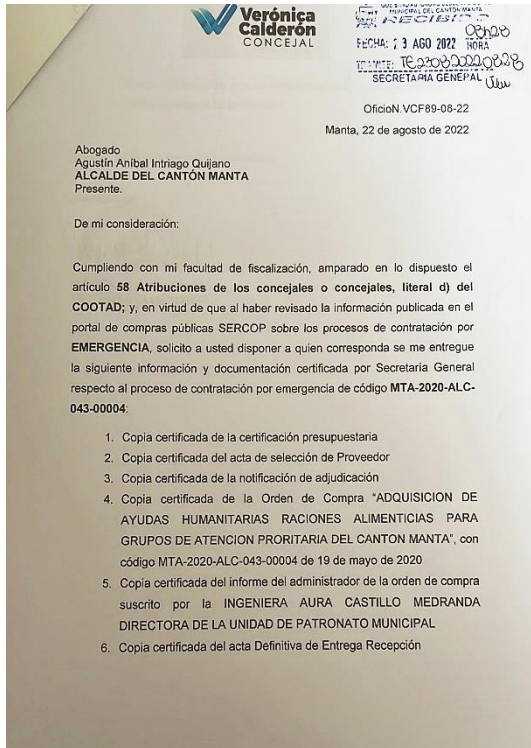 Verónica
Calderón
CONCEJAL
MUNICIPAL DEL CANTÓN MANTA
RECIBIDO
08h28
FECHA: 23 AGO 2022 HORA
TRAMITE: TE230820220828
SECRETARIA GENERAL
OficioN.VCF89-08-22
Manta, 22 de agosto de 2022
Abogado
Agustín Aníbal Intriago Quijano
ALCALDE DEL CANTÓN MANTA
Presente.
De mi consideración:
Cumpliendo con mi facultad de fiscalización, amparado en lo dispuesto el
artículo 58 Atribuciones de los concejales o concejales, literal d) del
COOTAD; y, en virtud de que al haber revisado la información publicada en el
portal de compras públicas SERCOP sobre los procesos de contratación por
EMERGENCIA, solicito a usted disponer a quien corresponda se me entregue
la siguiente información y documentación certificada por Secretaría General
respecto al proceso de contratación por emergencia de código MTA-2020-ALC-
043-00004:
1. Copia certificada de la certificación presupuestaria
2. Copia certificada del acta de selección de Proveedor
3. Copia certificada de la notificación de adjudicación
4. Copia certificada de la Orden de Compra "ADQUISICION DE
AYUDAS HUMANITARIAS RACIONES ALIMENTICIAS PARA
GRUPOS DE ATENCION PRORITARIA DEL CANTON MANTA", con
código MTA-2020-ALC-043-00004 de 19 de mayo de 2020
5. Copia certificada del informe del administrador de la orden de compra
suscrito por la INGENIERA AURA CASTILLO MEDRANDA
DIRECTORA DE LA UNIDAD DE PATRONATO MUNICIPAL
6. Copia certificada del acta Definitiva de Entrega Recepción